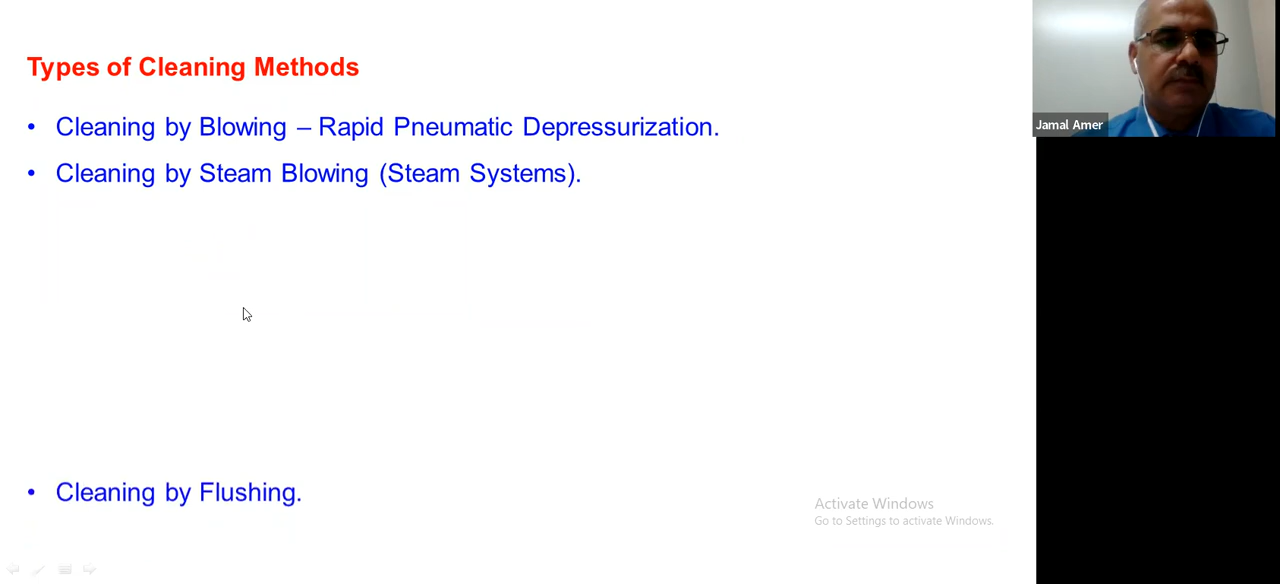 Types of Cleaning Methods
• Cleaning by Blowing – Rapid Pneumatic Depressurization.
• Cleaning by Steam Blowing (Steam Systems).
• Cleaning by Flushing.
Jamal Amer
Activate Windows
Go to Settings to activate Windows.